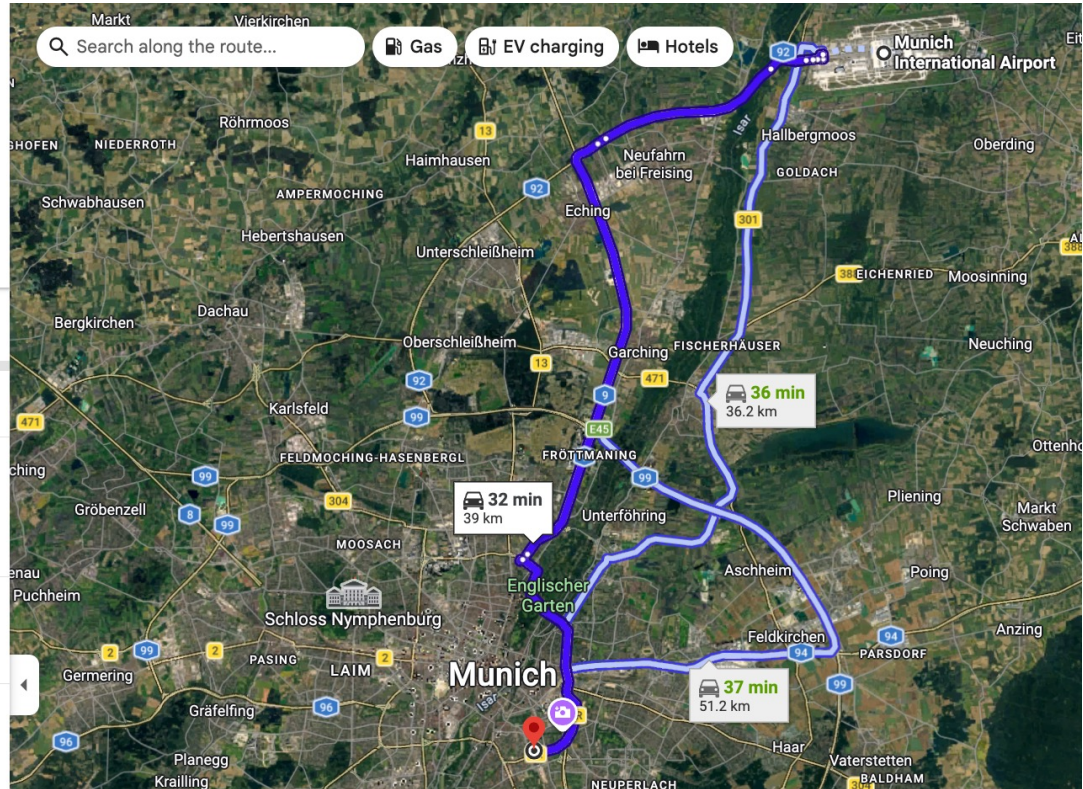 Markt
Vierkirchen
Search along the route...
Gas
EV charging
Hotels
92
Munich
International Airport
Röhrmoos
13
Isar
Hallbergmoos
NIEDERROTH
Haimhausen
Neufahrn
bei Freising
Oberding
GOLDACH
AMPERMOCHING
92
Schwabhausen
Eching
301
Hebertshausen
Unterschleißheim
388
EICHENRIED
Moosinning
Dachau
Bergkirchen
Oberschleißheim
Garching
FISCHERHÄUSER
Neuching
13
471
92
9
36 min
36.2 km
Karlsfeld
99
471
E45
FELDMOCHING-HASENBERGL
FRÖTTMANING
99
99
304
32 min
39 km
Pliening
Gröbenzell
8
99
Unterföhring
Markt
Schwaben
MOOSACH
Aschheim
Poing
Puchheim
Englischer
Garten
Schloss Nymphenburg
Anzing
Feldkirchen
94
2
99
2
PASING
LAIM
2
94
PARSDORF
Germering
Munich
99
37 min
51.2 km
Isar
Gräfelfing
96
96
Haar
Vaterstetten
Planegg
Krailling
NEUPERLACH
BALDHAM